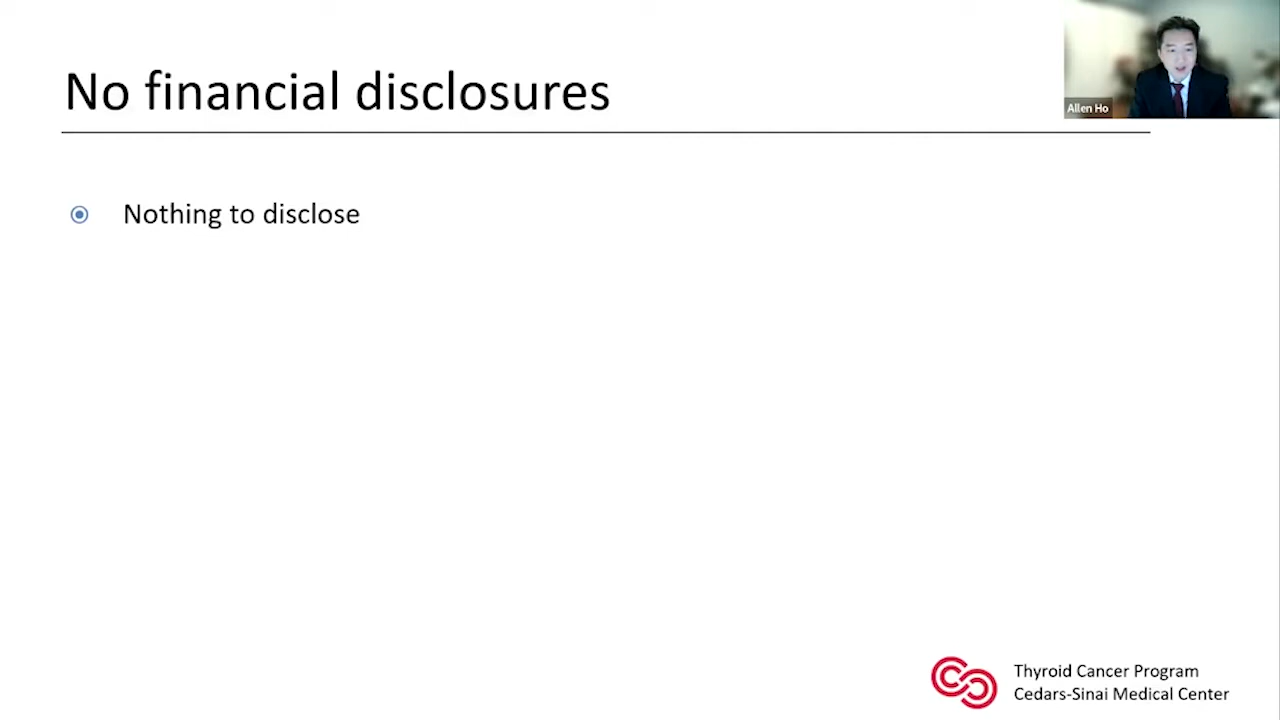 No financial disclosures
Allen Ho
Nothing to disclose
Thyroid Cancer Program
Cedars-Sinai Medical Center